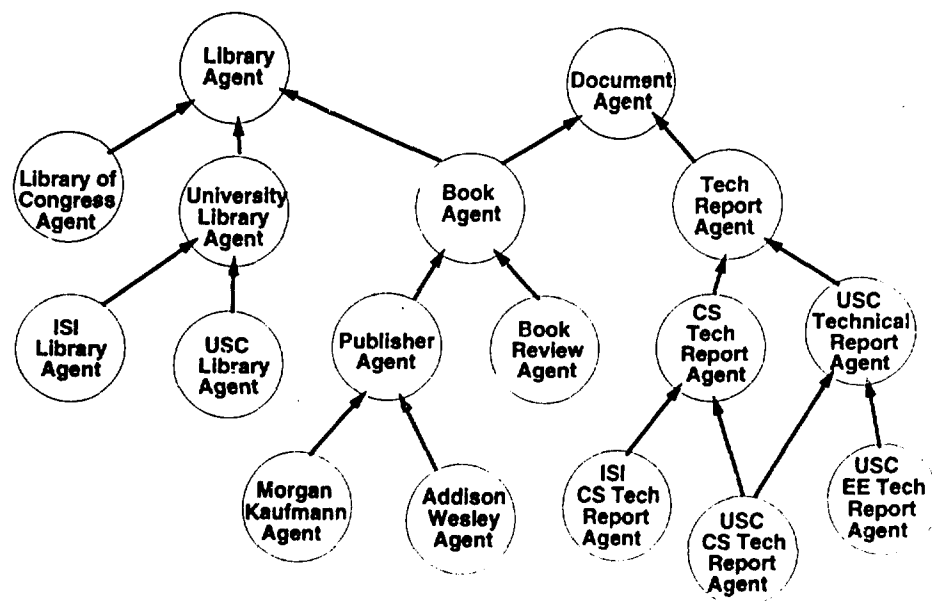 Library
Agent
Document
Agent
Library of
Congress
Agent
University
Library
Agent
Book
Agent
Tech
Report
Agent
ISI
Library
Agent
USC
Library
Agent
Publisher
Agent
Book
Review
Agent
CS
Tech
Report
Agent
USC
Technical
Report
Agent
Morgan
Kaufmann
Agent
Addison
Wesley
Agent
ISI
CS Tech
Report
Agent
USC
CS Tech
Report
Agent
USC
EE Tech
Report
Agent